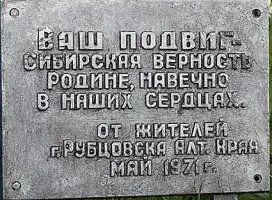 ВАШ ПОДВИГ-
СИБИРСКАЯ ВЕРНОСТЬ
РОДИНЕ, НАВЕЧНО
В НАШИХ СЕРДЦАХ.
ОТ ЖИТЕЛЕЙ
г. РУБЦОВСКА АЛТ. КРАЯ
МАЙ 1971 г.